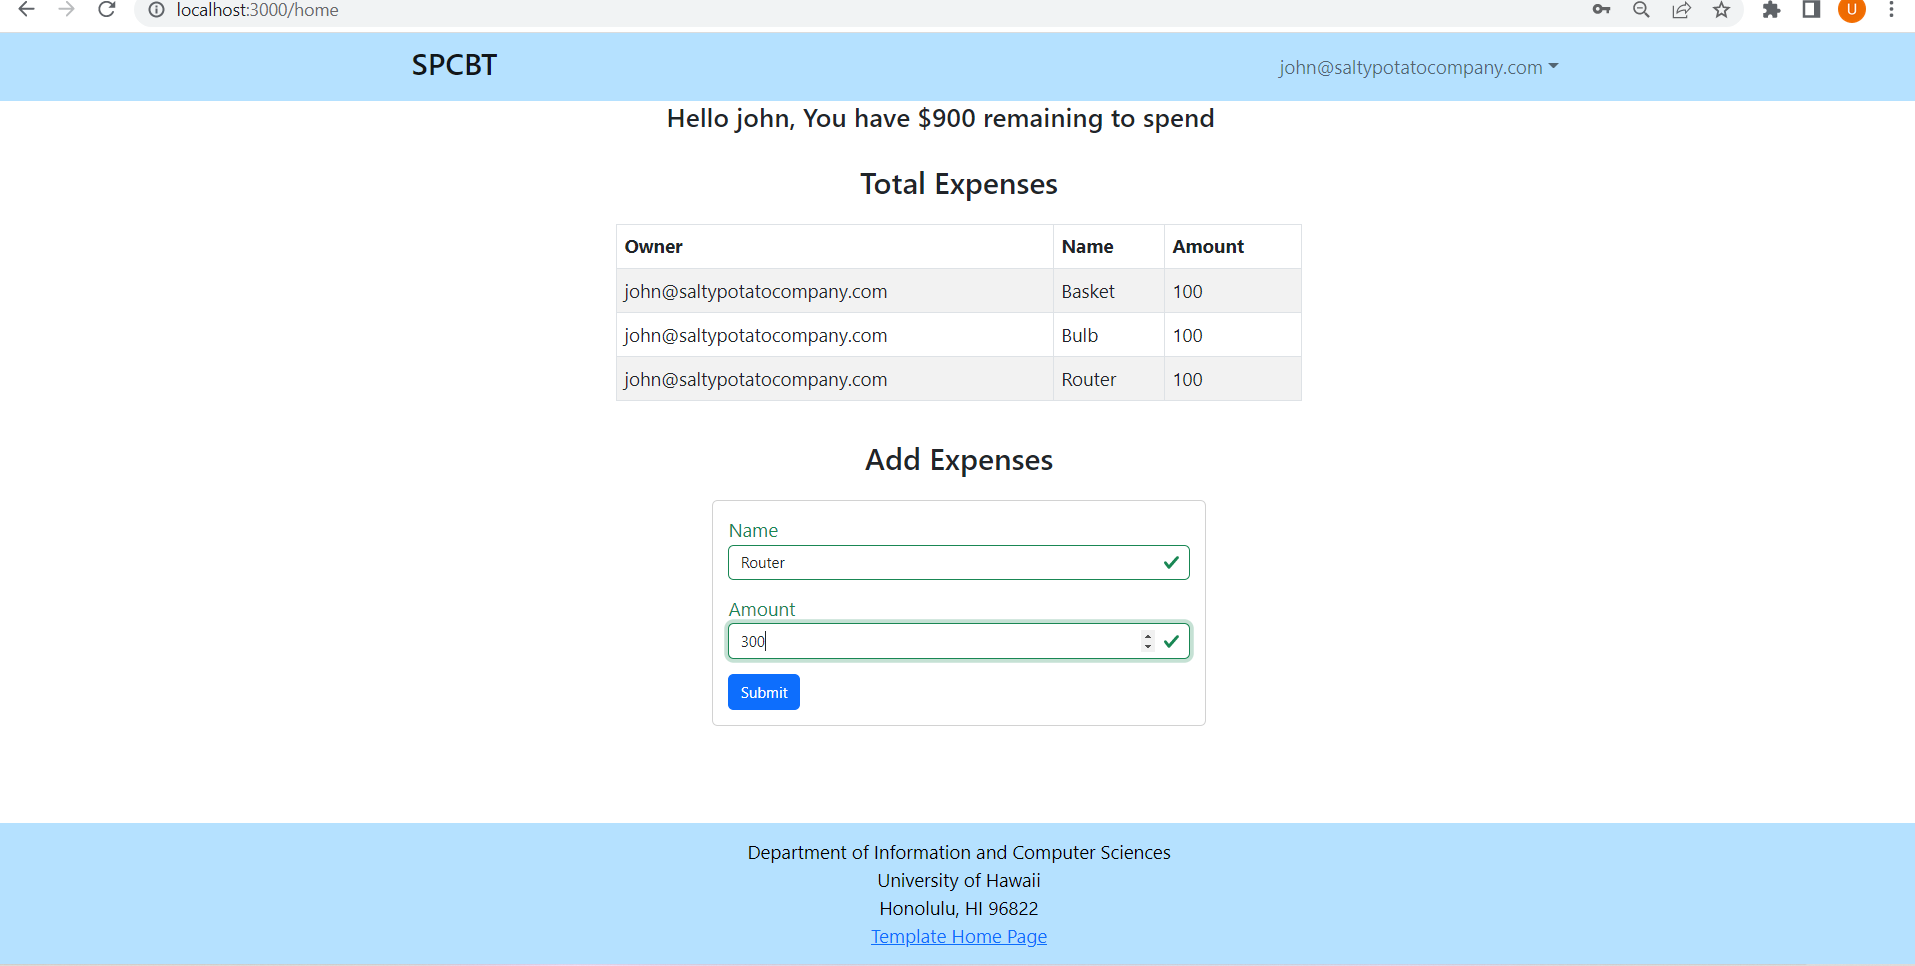 localhost:3000/home
U
SPCBT
john@saltypotatocompany.com
Hello john, You have $900 remaining to spend
Total Expenses
Owner Name Amount
john@saltypotatocompany.com Basket 100
john@saltypotatocompany.com Bulb 100
john@saltypotatocompany.com Router 100
Add Expenses
Name
Router
Amount
300
Submit
Department of Information and Computer Sciences
University of Hawaii
Honolulu, HI 96822
Template Home Page